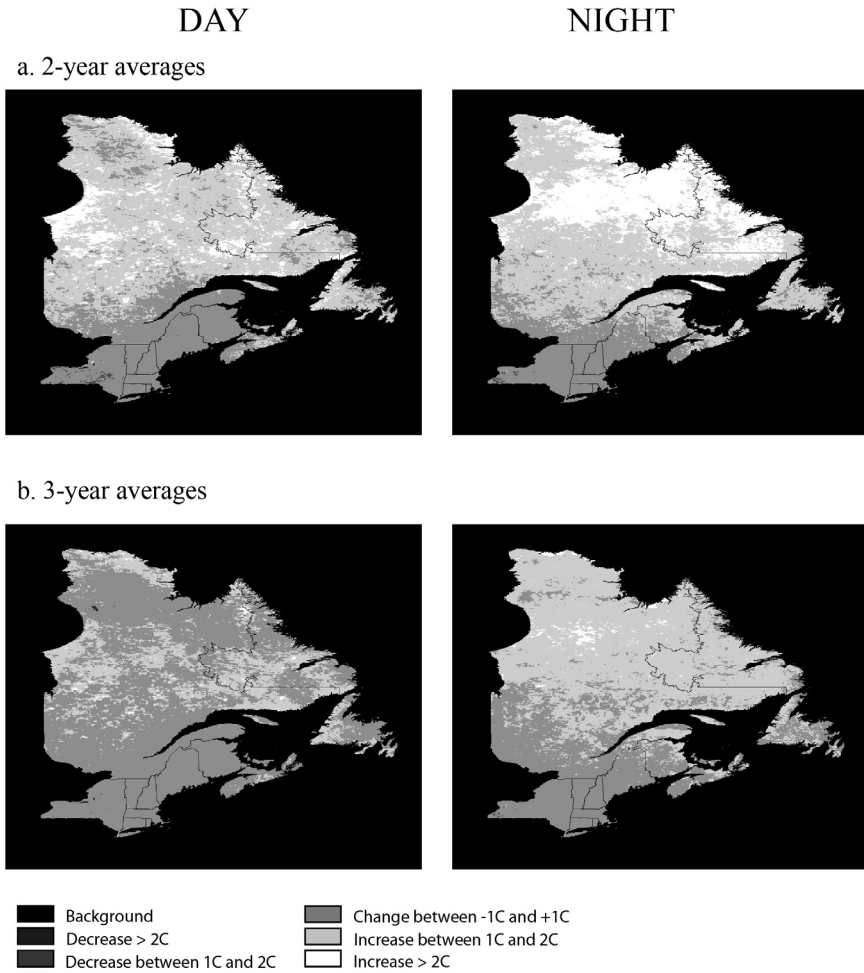 DAY NIGHT
a. 2-year averages
b. 3-year averages
Background
Decrease > 2C
Decrease between 1C and 2C
Change between -1C and +1C
Increase between 1C and 2C
Increase > 2C